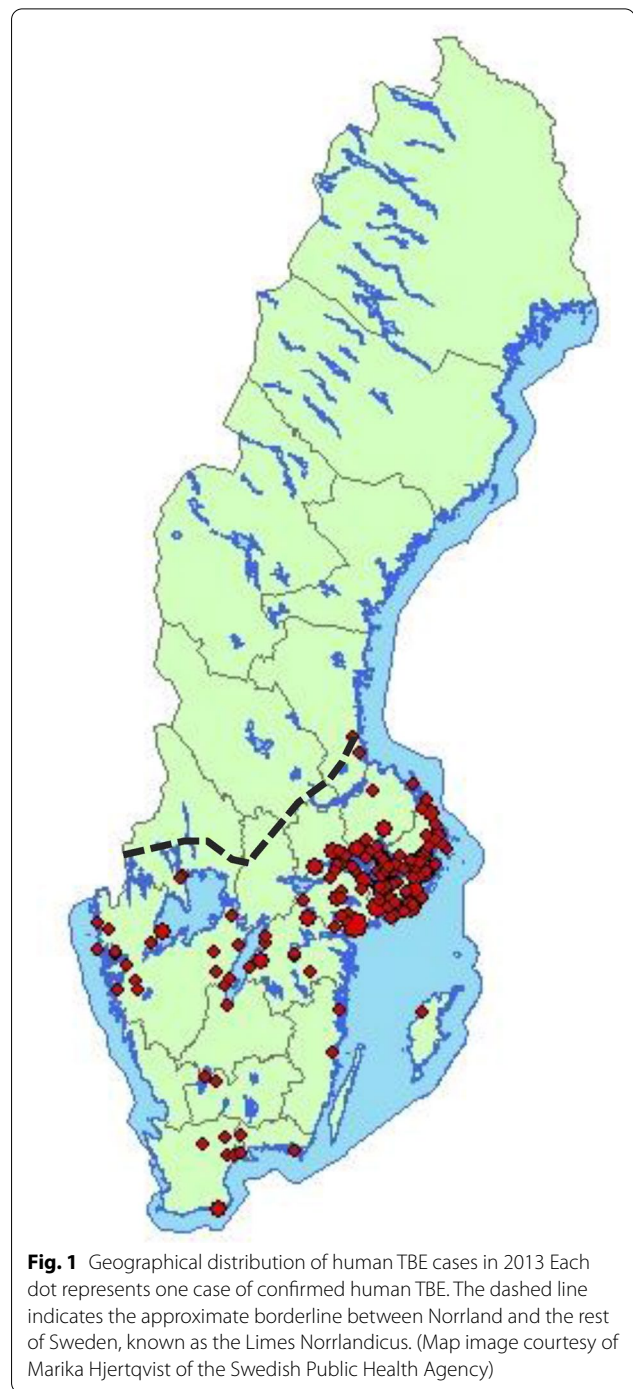 Fig. 1 Geographical distribution of human TBE cases in 2013 Each
dot represents one case of confirmed human TBE. The dashed line
indicates the approximate borderline between Norrland and the rest
of Sweden, known as the Limes Norrlandicus. (Map image courtesy of
Marika Hjertqvist of the Swedish Public Health Agency)